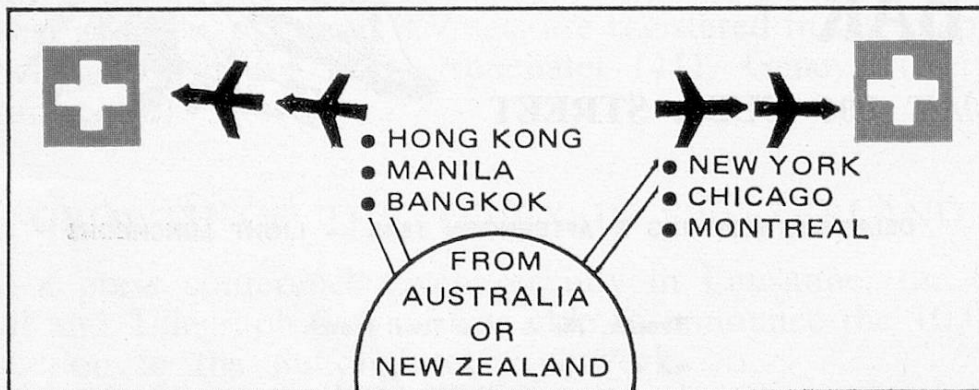 • HONG KONG
• MANILA
• BANGKOK
• NEW YORK
• CHICAGO
• MONTREAL
FROM
AUSTRALIA
OR
NEW ZEALAND